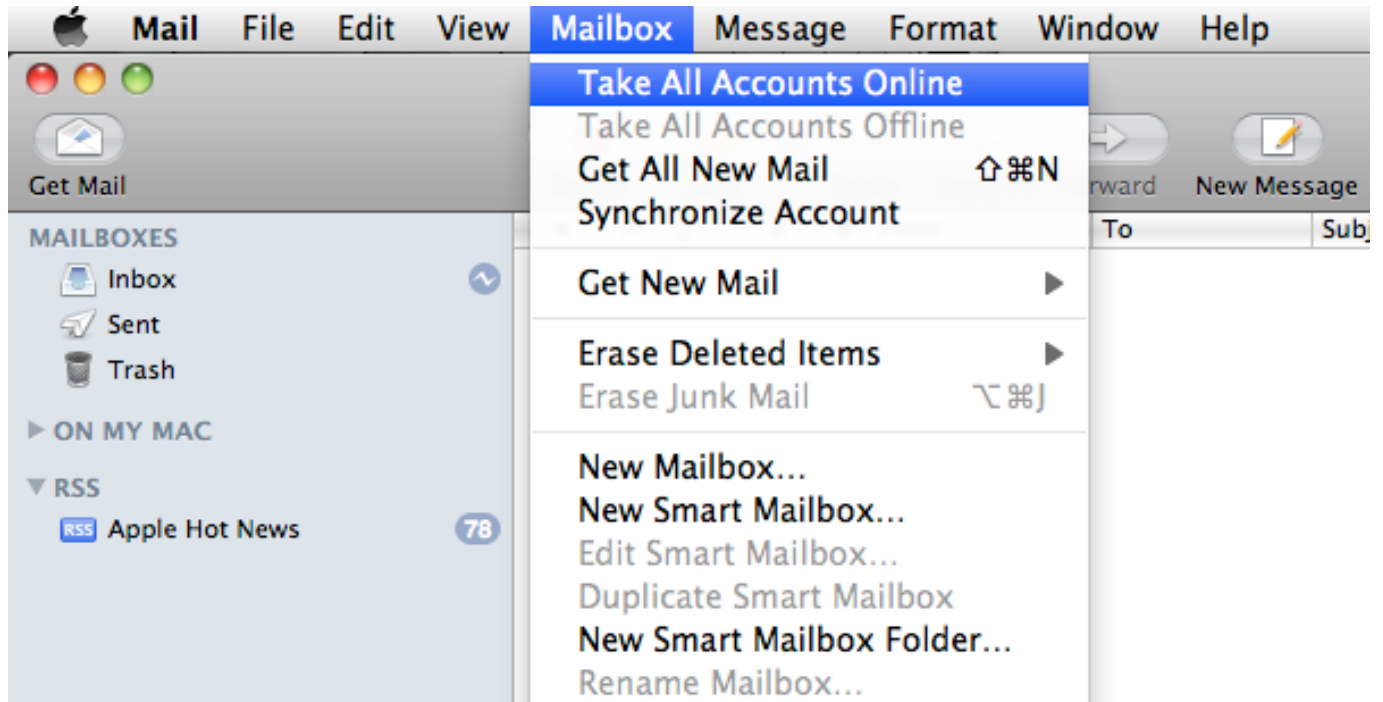 Mail File Edit View Mailbox Message Format Window Help
Take All Accounts Online
Take All Accounts Offline
Get All New Mail ⇧⌘N
Synchronize Account
Get New Mail
Erase Deleted Items
Erase Junk Mail ⌥⌘J
New Mailbox...
New Smart Mailbox...
Edit Smart Mailbox...
Duplicate Smart Mailbox
New Smart Mailbox Folder...
Rename Mailbox...
Get Mail
rward
New Message
To
Subj
MAILBOXES
Inbox
Sent
Trash
ON MY MAC
RSS
RSS Apple Hot News 78